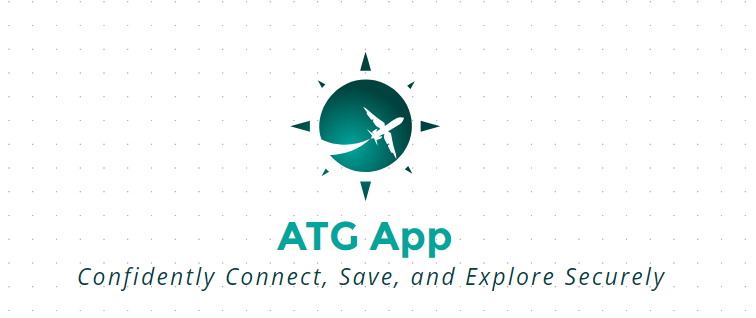 ATG App
Confidently Connect, Save, and Explore Securely